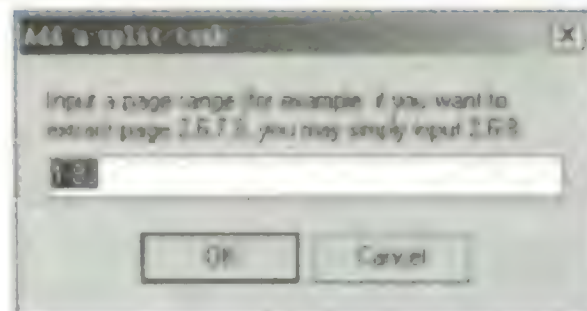 Add a split task
Input a page range, for example, if you want to
extract page 2,6,7,8, you may simply input 2,6-8
OK
Cancel